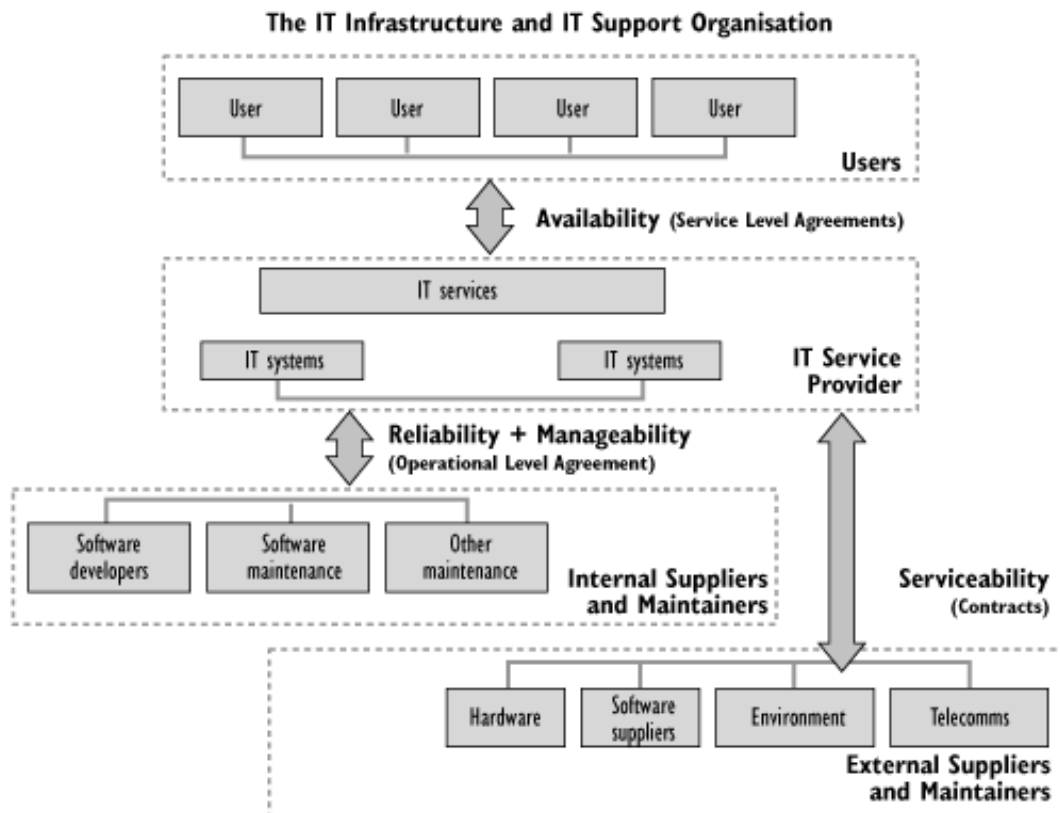 The IT Infrastructure and IT Support Organisation
User
User
User
User
Users
Availability (Service Level Agreements)
IT services
IT systems
IT systems
IT Service
Provider
Reliability + Manageability
(Operational Level Agreement)
Software
developers
Software
maintenance
Other
maintenance
Internal Suppliers
and Maintainers
Serviceability
(Contracts)
Hardware
Software
suppliers
Environment
Telecomms
External Suppliers
and Maintainers